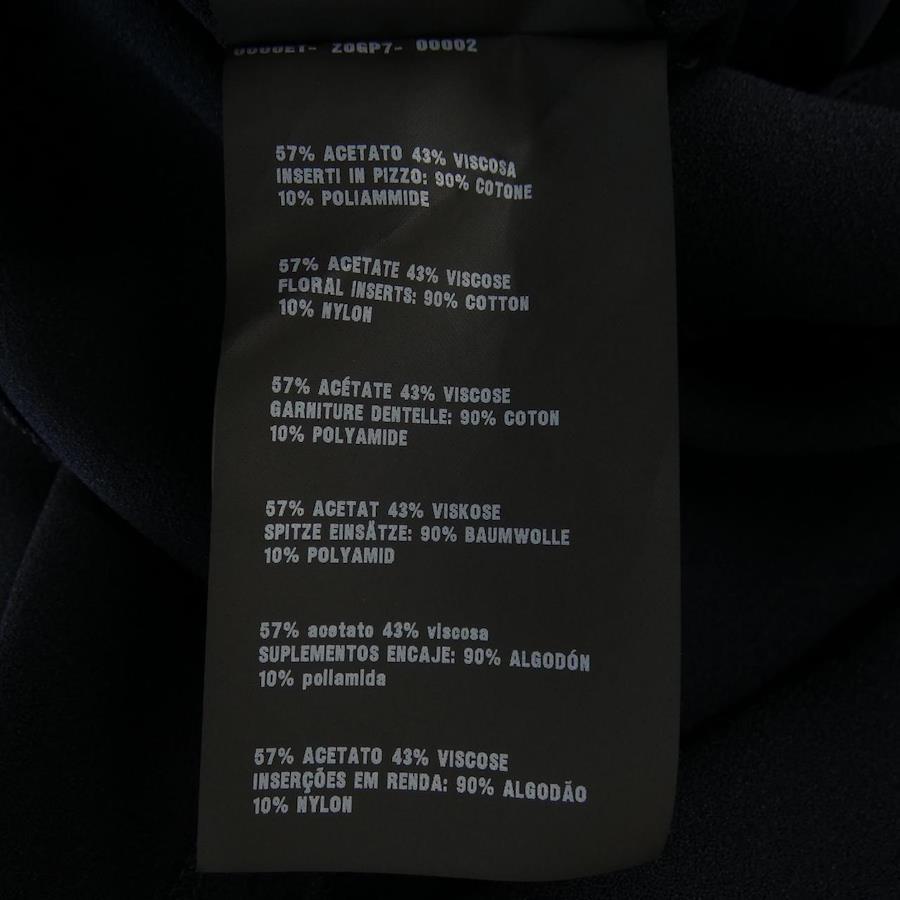 Z0GP7- 00002
57% ACETATO 43% VISCOSA
INSERTI IN PIZZO: 90% COTONE
10% POLIAMMIDE
57% ACETATE 43% VISCOSE
FLORAL INSERTS: 90% COTTON
10% NYLON
57% ACÉTATE 43% VISCOSE
GARNITURE DENTELLE: 90% COTON
10% POLYAMIDE
57% ACETAT 43% VISKOSE
SPITZE EINSÄTZE: 90% BAUMWOLLE
10% POLYAMID
57% acetato 43% viscosa
SUPLEMENTOS ENCAJE: 90% ALGODÓN
10% poliamida
57% ACETATO 43% VISCOSE
INSERÇÕES EM RENDA: 90% ALGODÃO
10% NYLON